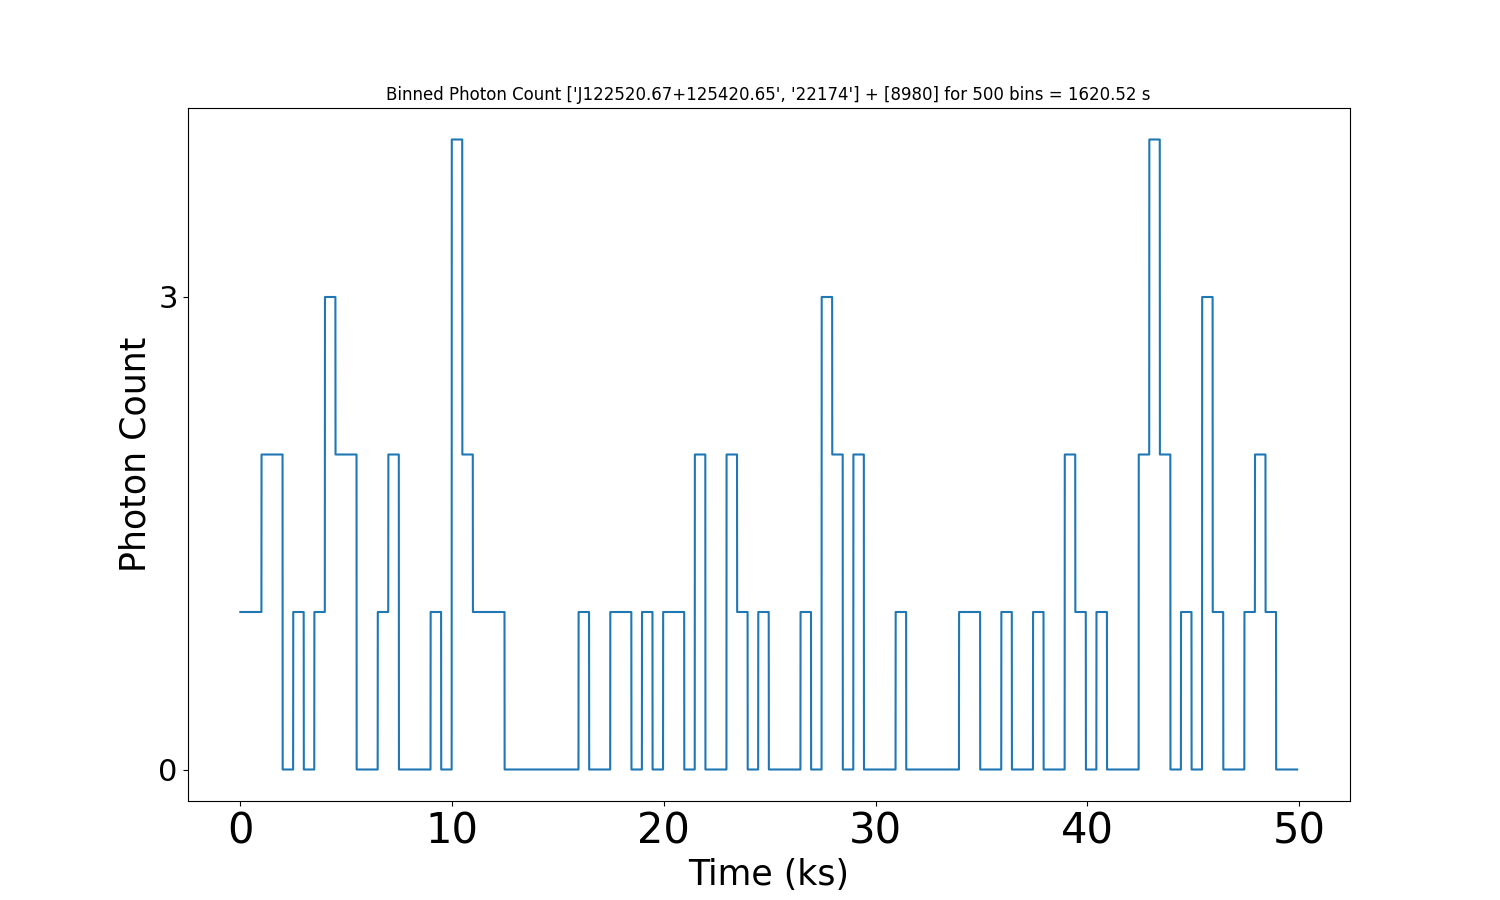 Binned Photon Count ['J122520.67+125420.65', '22174'] + [8980] for 500 bins = 1620.52 s
3
0
Photon Count
0 10 20 30 40 50
Time (ks)